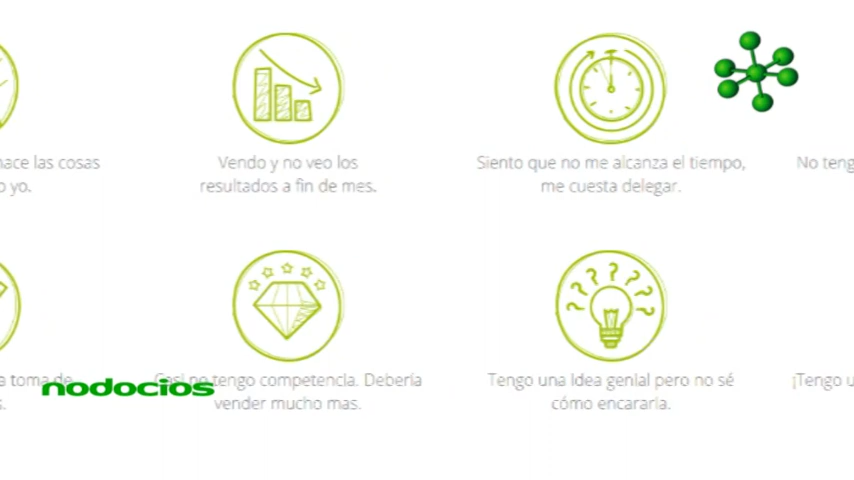 hace las cosas
o yo.
Vendo y no veo los
resultados a fin de mes.
Siento que no me alcanza el tiempo,
me cuesta delegar.
No teng
a toma de
s.
nodocios
Casi no tengo competencia. Debería
vender mucho mas.
Tengo una idea genial pero no sé
cómo encararla.
¡Tengo u